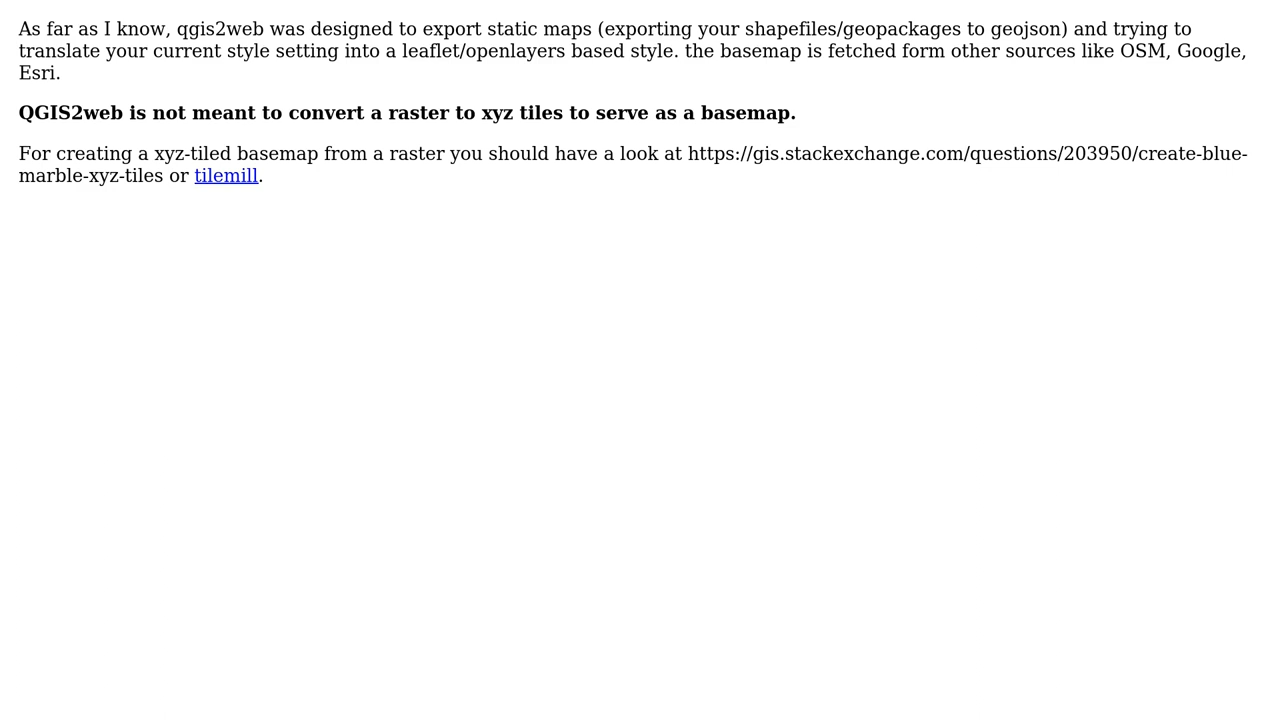 As far as I know, qgis2web was designed to export static maps (exporting your shapefiles/geopackages to geojson) and trying to
translate your current style setting into a leaflet/openlayers based style. the basemap is fetched form other sources like OSM, Google,
Esri.
QGIS2web is not meant to convert a raster to xyz tiles to serve as a basemap.
For creating a xyz-tiled basemap from a raster you should have a look at https://gis.stackexchange.com/questions/203950/create-blue-
marble-xyz-tiles or tilemill.